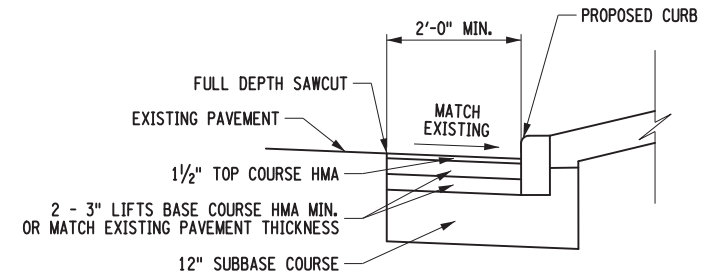 PROPOSED CURB
2'-0" MIN.
FULL DEPTH SAWCUT
EXISTING PAVEMENT
MATCH
EXISTING
1½" TOP COURSE HMA
2 - 3" LIFTS BASE COURSE HMA MIN.
OR MATCH EXISTING PAVEMENT THICKNESS
12" SUBBASE COURSE